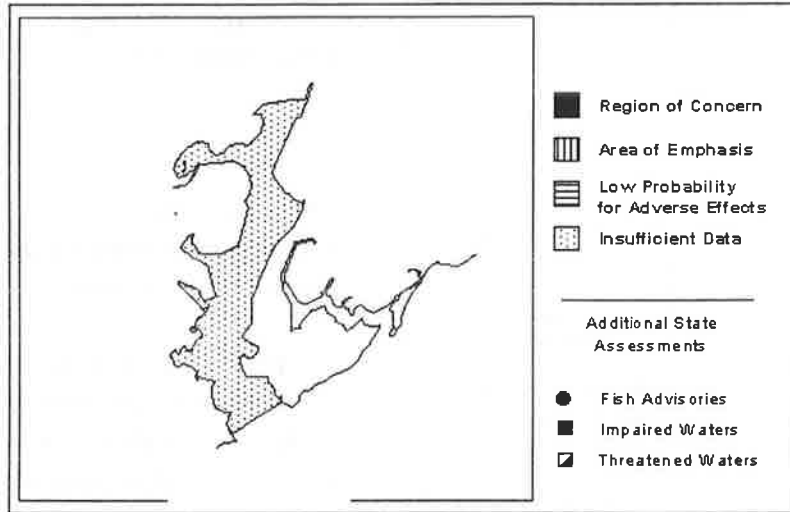 Region of Concern
Area of Emphasis
Low Probability
for Adverse Effects
Insufficient Data
Additional State
Assessments
Fish Advisories
Impaired Waters
Threatened Waters